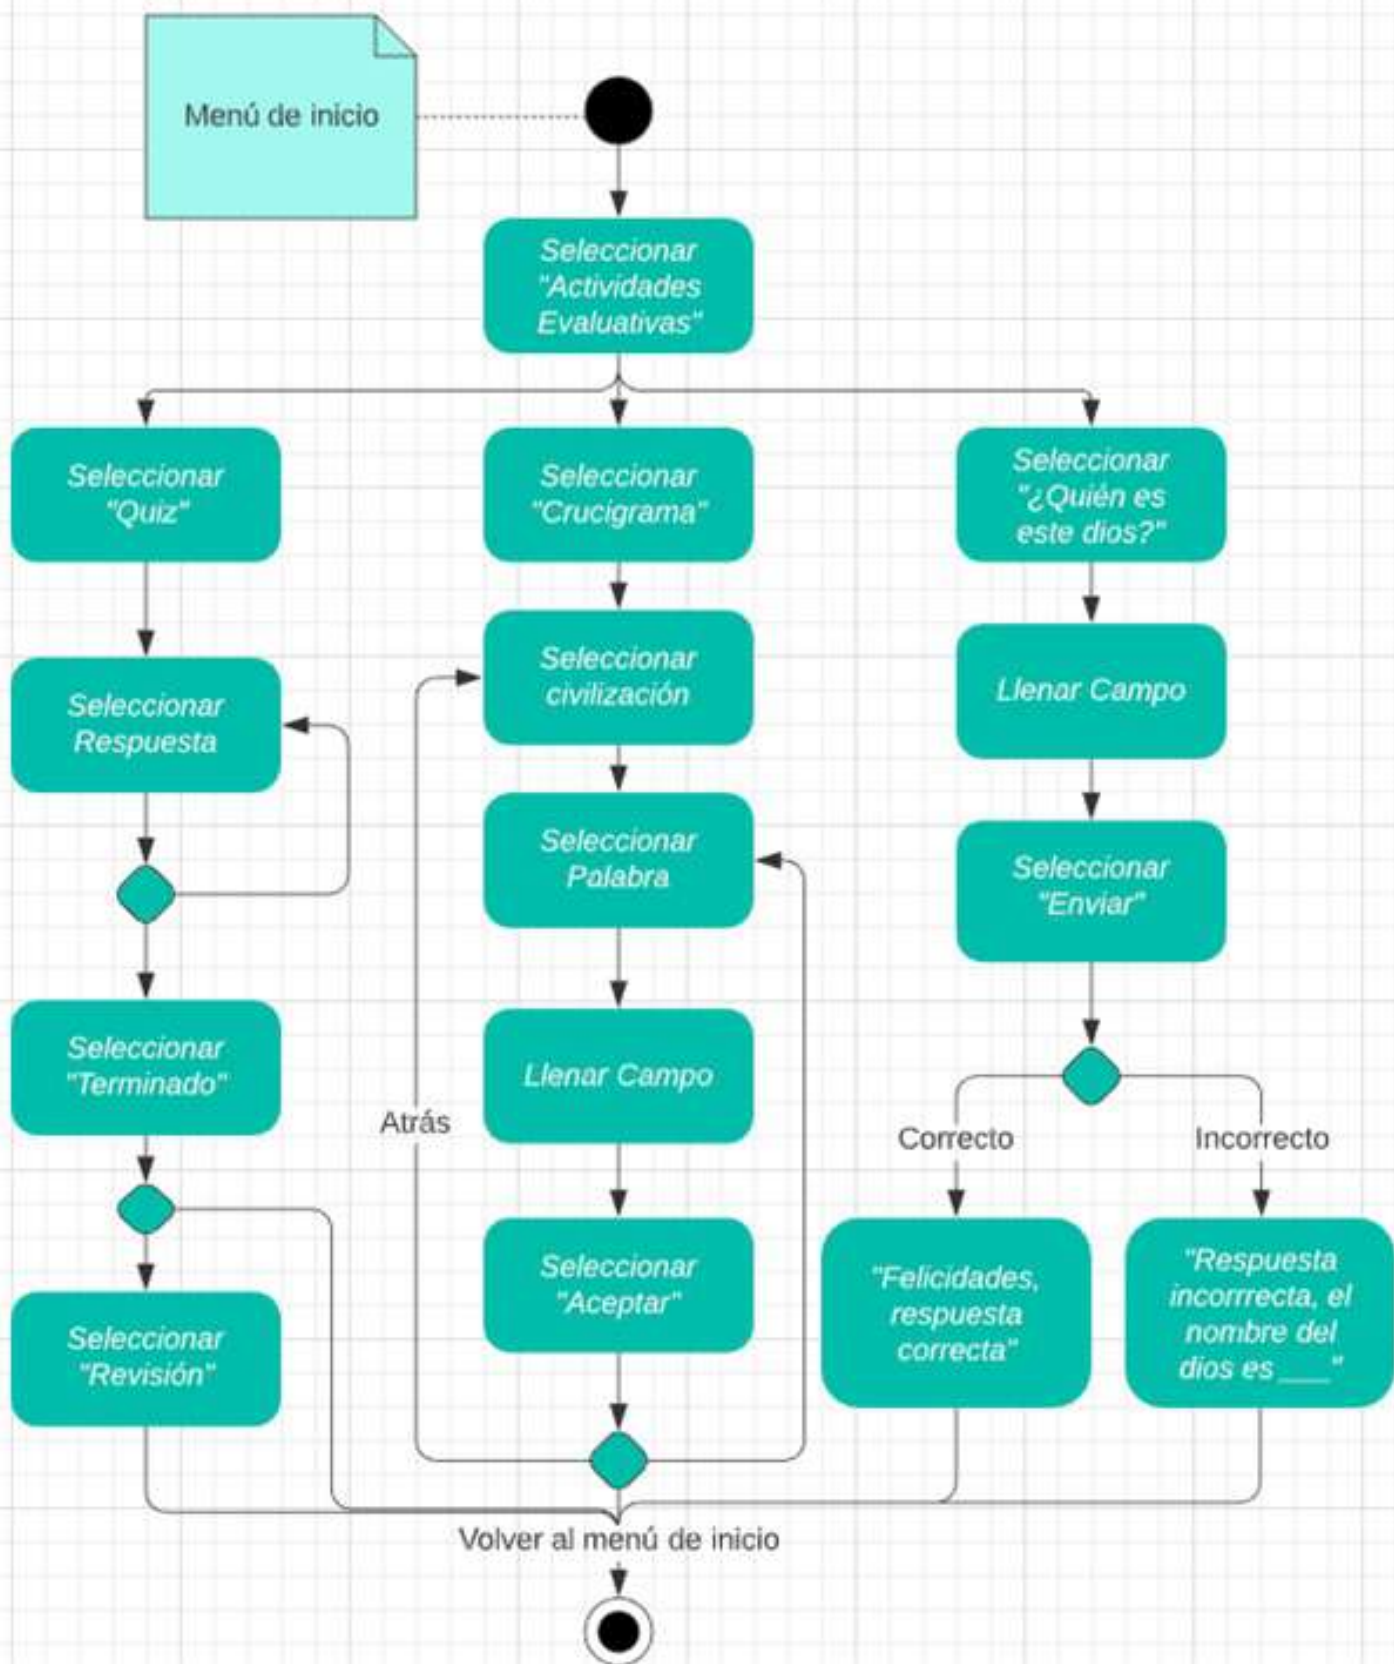 Menú de inicio
Seleccionar
"Actividades
Evaluativas"
Seleccionar
"Quiz"
Seleccionar
Respuesta
Seleccionar
"Terminado"
Seleccionar
"Revisión"
Seleccionar
"Crucigrama"
Seleccionar
civilización
Seleccionar
Palabra
Llenar Campo
Seleccionar
"Aceptar"
Atrás
Seleccionar
"¿Quién es
este dios?"
Llenar Campo
Seleccionar
"Enviar"
Correcto
Incorrecto
"Felicidades,
respuesta
correcta"
"Respuesta
incorrrecta, el
nombre del
dios es ___"
Volver al menú de inicio